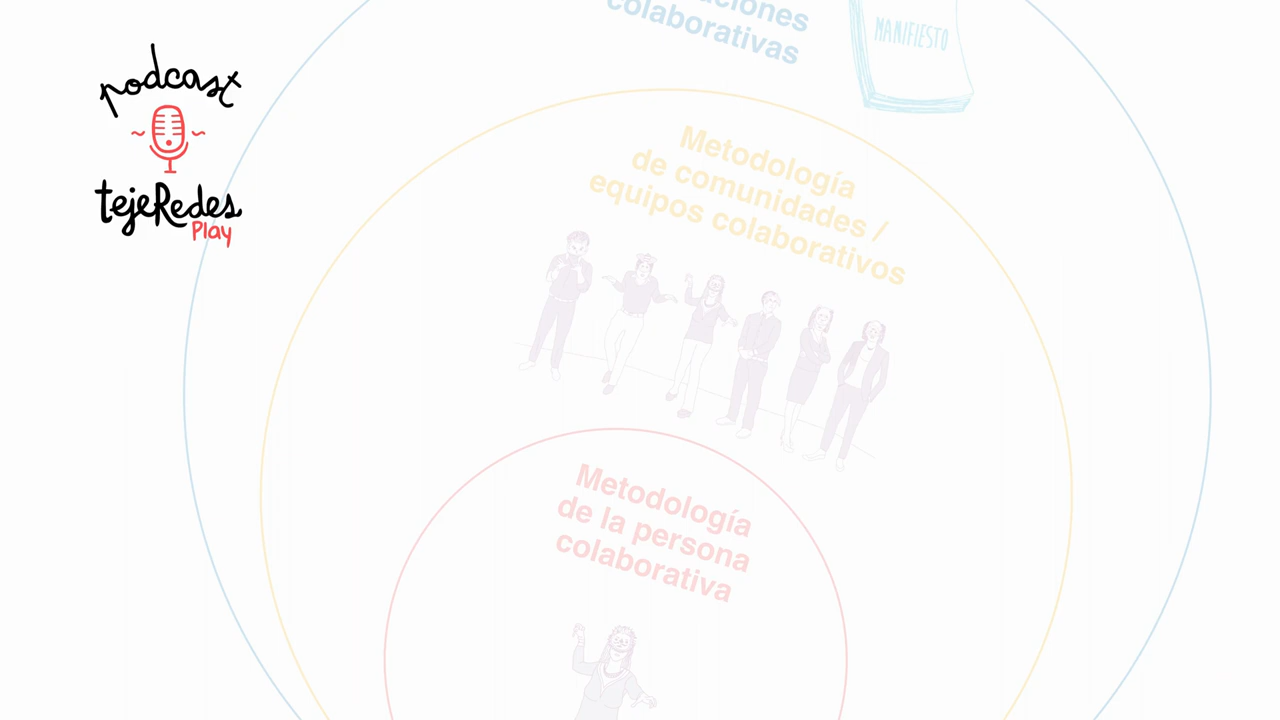 colaborativas
MANIFIESTO
podcast
tejeRedes
Play
Metodología
de comunidades /
equipos colaborativos
Metodología
de la persona
colaborativa